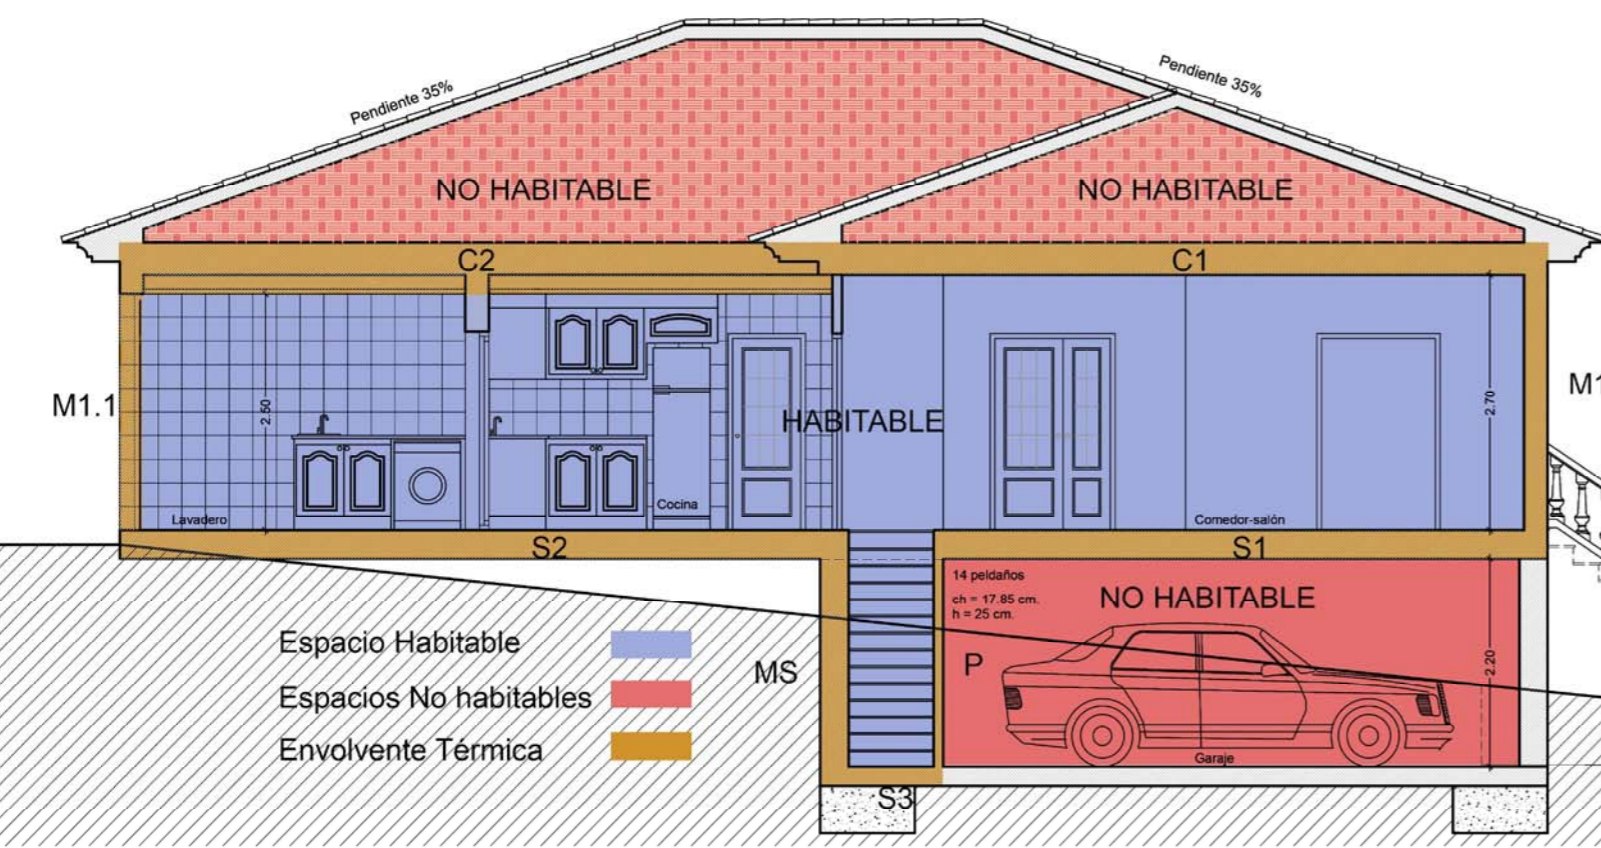 Pendiente 35%
Pendiente 35%
NO HABITABLE
NO HABITABLE
C2
C1
M1.1
2.50
HABITABLE
2.70
M1
Lavadero
Cocina
Comedor-salón
S2
S1
14 peldaños
ch = 17.85 cm.
h = 25 cm.
NO HABITABLE
Espacio Habitable
Espacios No habitables
Envolvente Térmica
MS
P
2.20
Garaje
S3